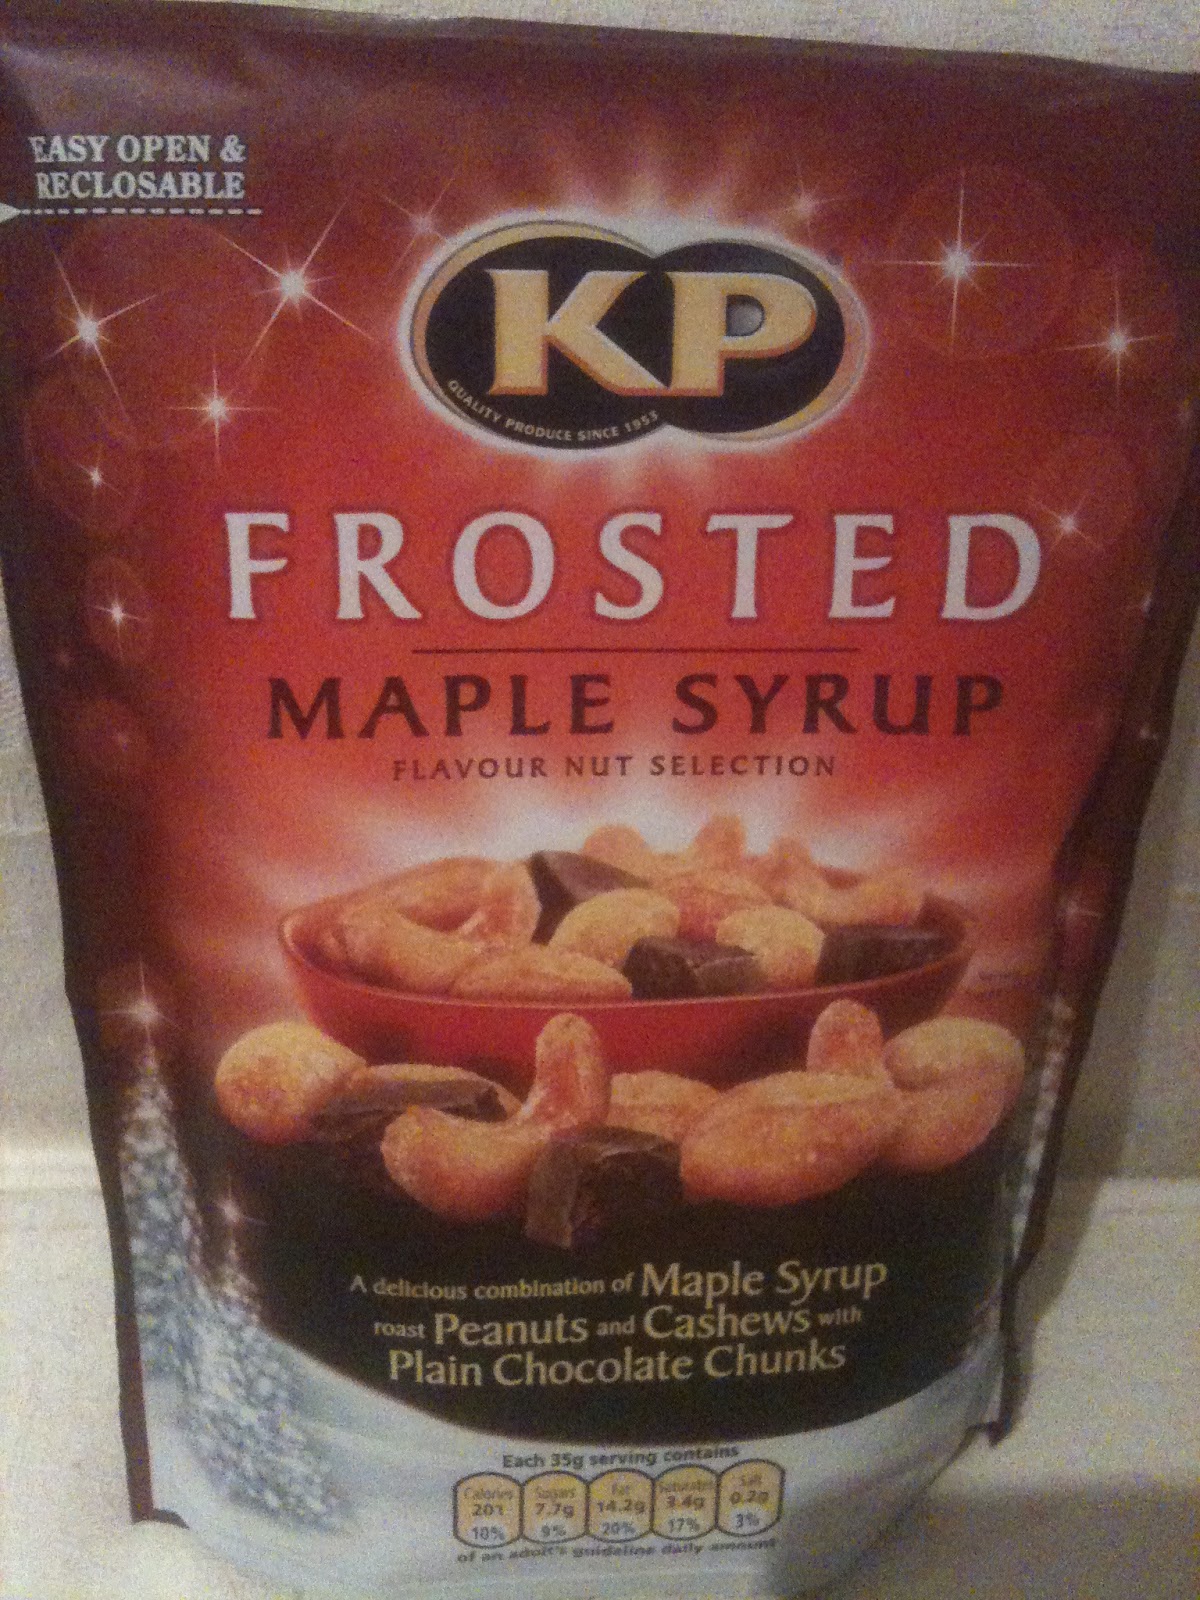 EASY OPEN &
RECLOSABLE
KP
QUALITY PRODUCE SINCE 1953
FROSTED
MAPLE SYRUP
FLAVOUR NUT SELECTION
A delicious combination of Maple Syrup
roast Peanuts and Cashews with
Plain Chocolate Chunks
Each 35g serving contains
Calories Sugars Fat Saturates Salt
201 7.7g 14.2g 3.4g 0.2g
10% 9% 20% 17% 3%
of an adult's guideline daily amount